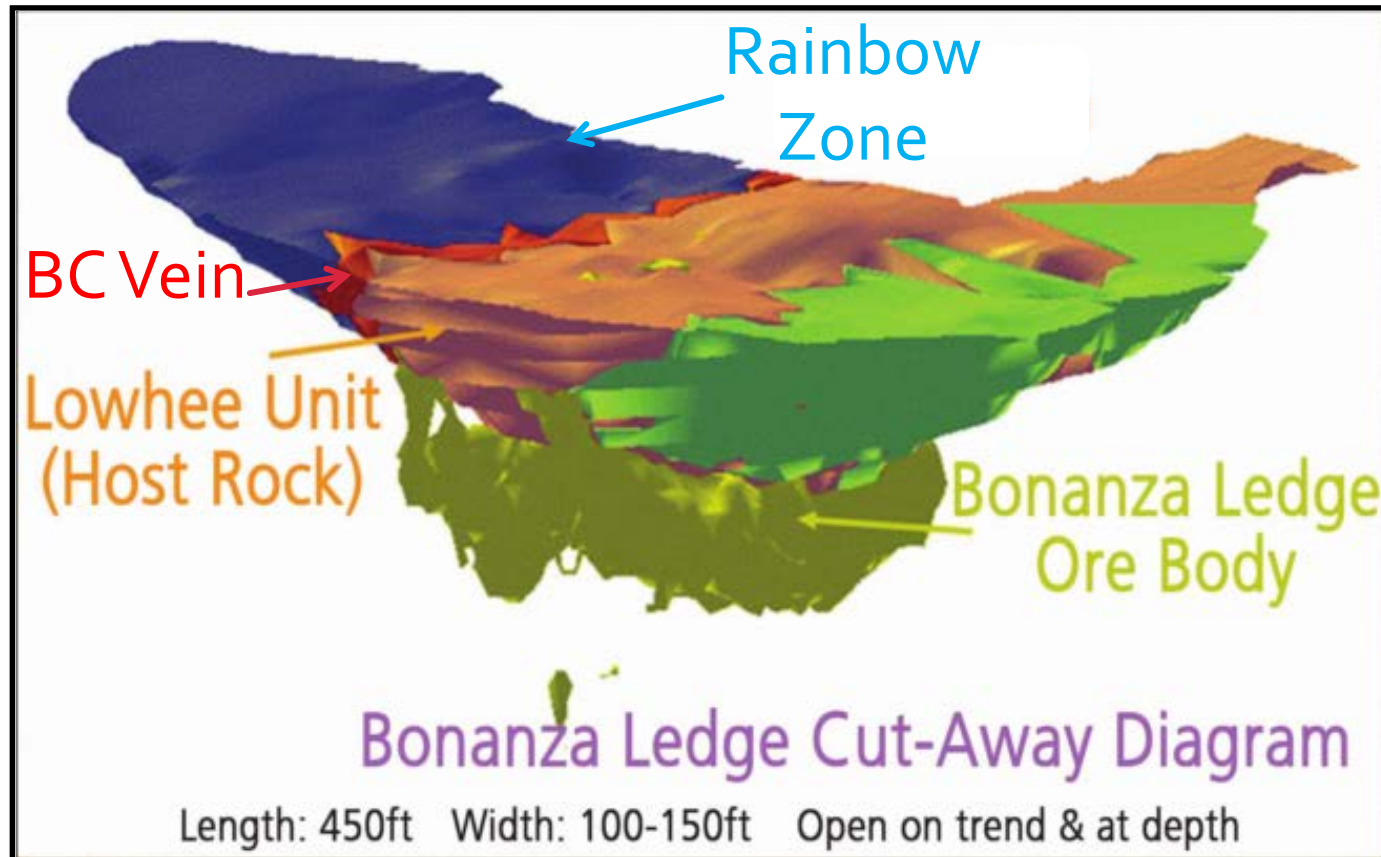 Rainbow
Zone
BC Vein
Lowhee Unit
(Host Rock)
Bonanza Ledge
Ore Body
Bonanza Ledge Cut-Away Diagram
Length: 450ft Width: 100-150ft Open on trend & at depth